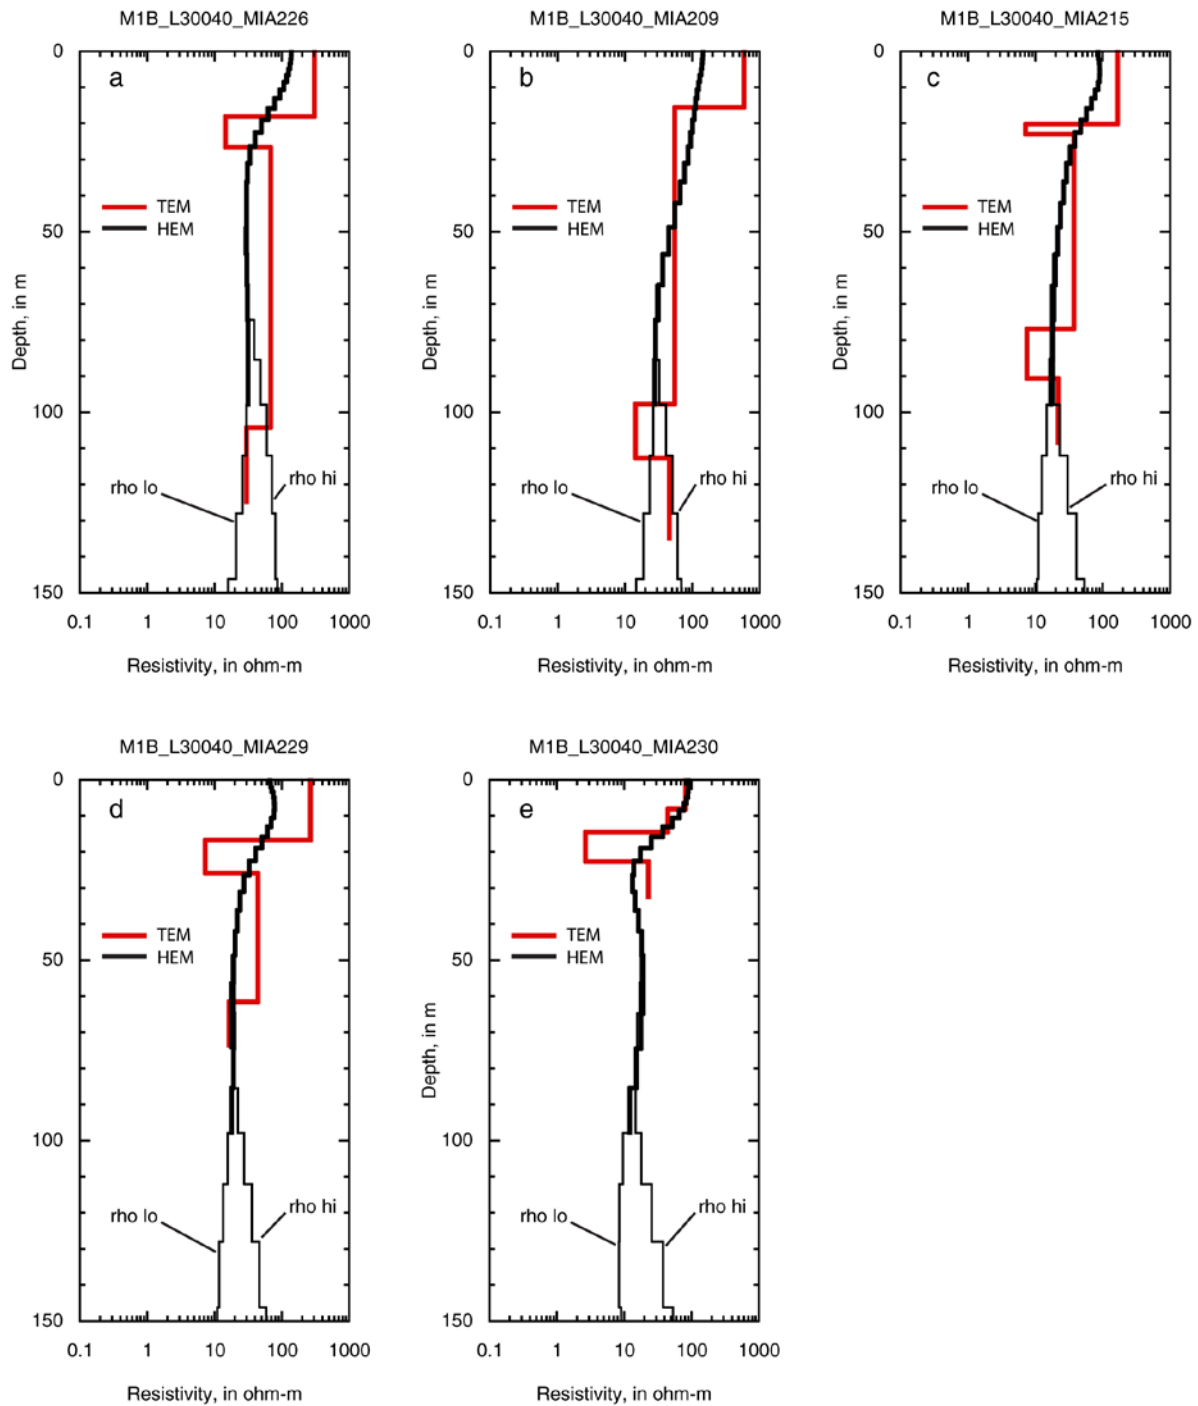 M1B_L30040_MIA226
M1B_L30040_MIA209
M1B_L30040_MIA215
0
50
100
150
Depth, in m
a
TEM
HEM
rho lo
rho hi
0.1 1 10 100 1000
Resistivity, in ohm-m
0
50
100
150
Depth, in m
b
TEM
HEM
rho lo
rho hi
0.1 1 10 100 1000
Resistivity, in ohm-m
0
50
100
150
Depth, in m
c
TEM
HEM
rho lo
rho hi
0.1 1 10 100 1000
Resistivity, in ohm-m
M1B_L30040_MIA229
M1B_L30040_MIA230
0
50
100
150
d
TEM
HEM
rho lo
rho hi
0.1 1 10 100 1000
Resistivity, in ohm-m
0
50
100
150
Depth, in m
e
TEM
HEM
rho lo
rho hi
0.1 1 10 100 1000
Resistivity, in ohm-m